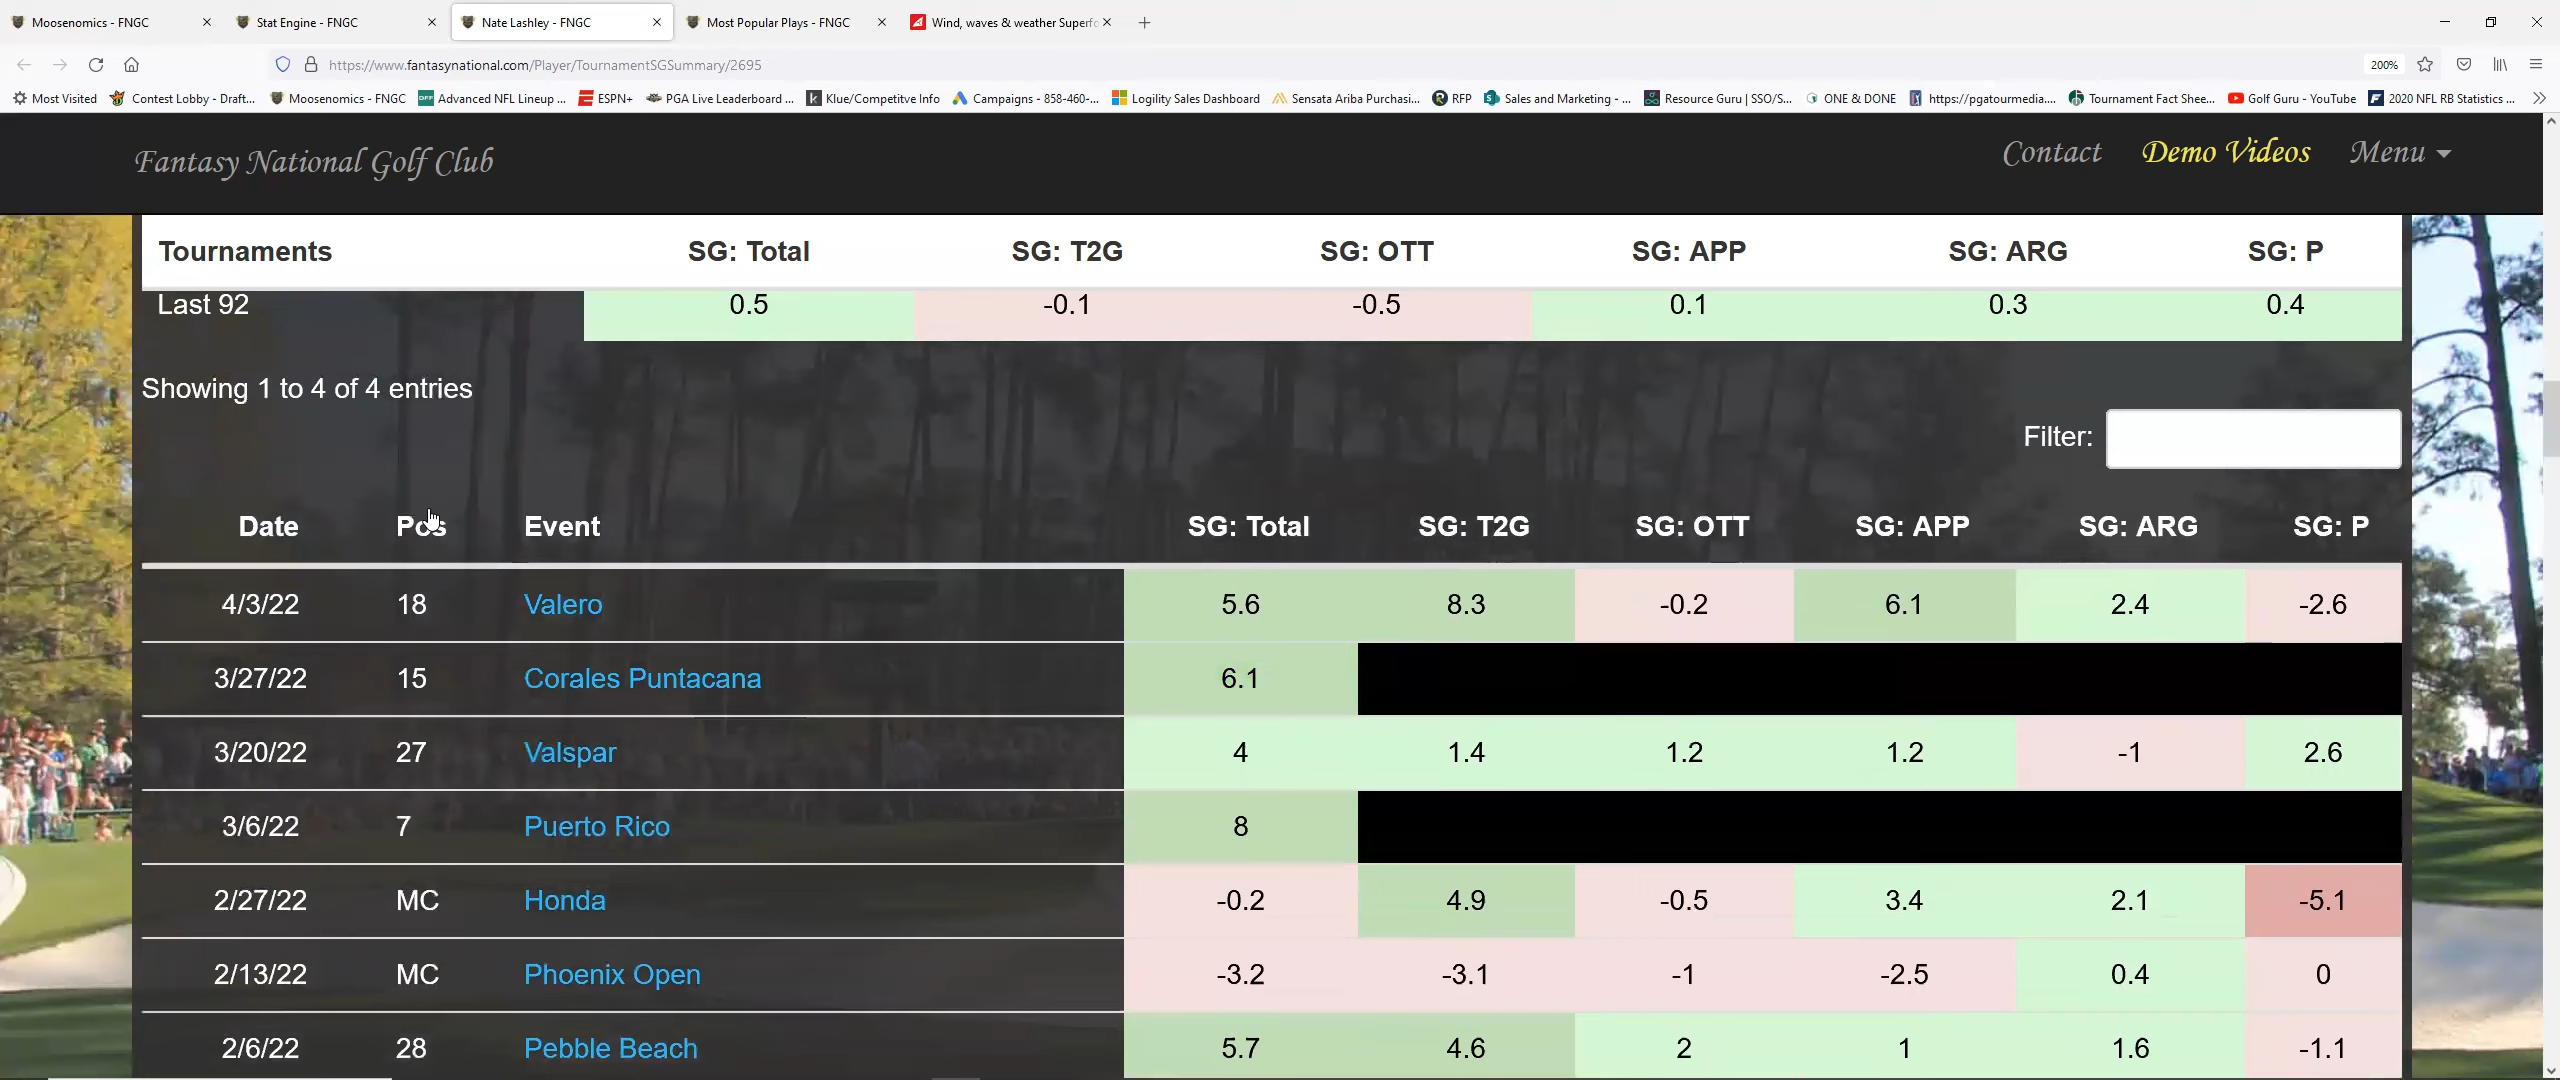 Moosenomics - FNGC
Stat Engine - FNGC
Nate Lashley - FNGC
Most Popular Plays - FNGC
Wind, waves & weather Superfo
https://www.fantasynational.com/Player/TournamentSGSummary/2695
200%
Most Visited Contest Lobby - Draft... Moosenomics - FNGC Advanced NFL Lineup ... ESPN+ PGA Live Leaderboard ... Klue/Competitve Info Campaigns - 858-460-... Logility Sales Dashboard Sensata Ariba Purchasi... RFP Sales and Marketing - ... Resource Guru | SSO/S... ONE & DONE https://pgatourmedia.... Tournament Fact Shee... Golf Guru - YouTube 2020 NFL RB Statistics ...
Fantasy National Golf Club Contact Demo Videos Menu
Tournaments SG: Total SG: T2G SG: OTT SG: APP SG: ARG SG: P
Last 92 0.5 -0.1 -0.5 0.1 0.3 0.4
Showing 1 to 4 of 4 entries
Filter:
Date Pos Event SG: Total SG: T2G SG: OTT SG: APP SG: ARG SG: P
4/3/22 18 Valero 5.6 8.3 -0.2 6.1 2.4 -2.6
3/27/22 15 Corales Puntacana 6.1
3/20/22 27 Valspar 4 1.4 1.2 1.2 -1 2.6
3/6/22 7 Puerto Rico 8
2/27/22 MC Honda -0.2 4.9 -0.5 3.4 2.1 -5.1
2/13/22 MC Phoenix Open -3.2 -3.1 -1 -2.5 0.4 0
2/6/22 28 Pebble Beach 5.7 4.6 2 1 1.6 -1.1